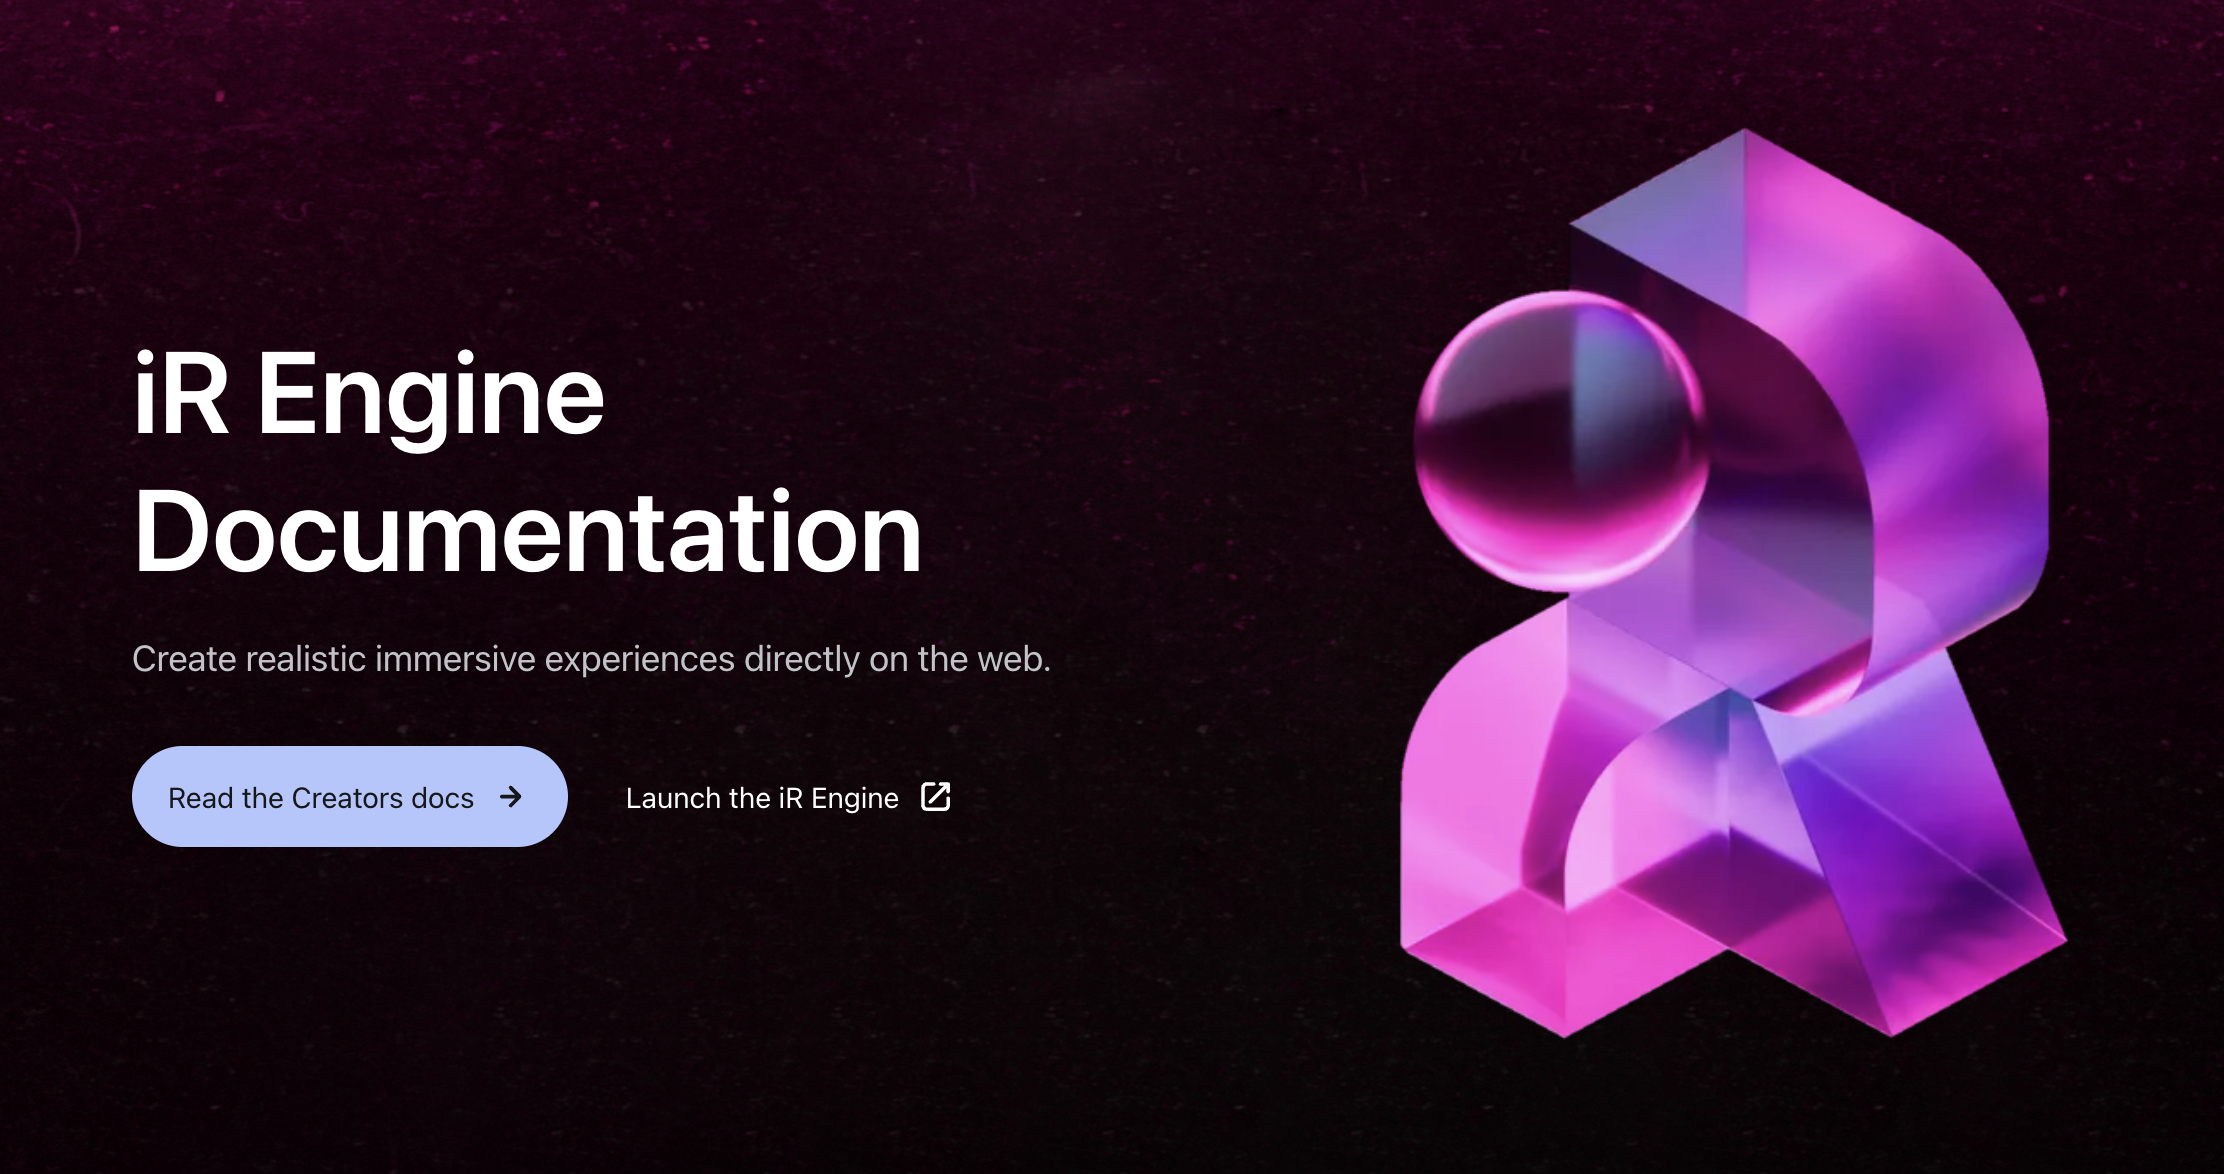 iR Engine
Documentation
Create realistic immersive experiences directly on the web.
Read the Creators docs
Launch the iR Engine